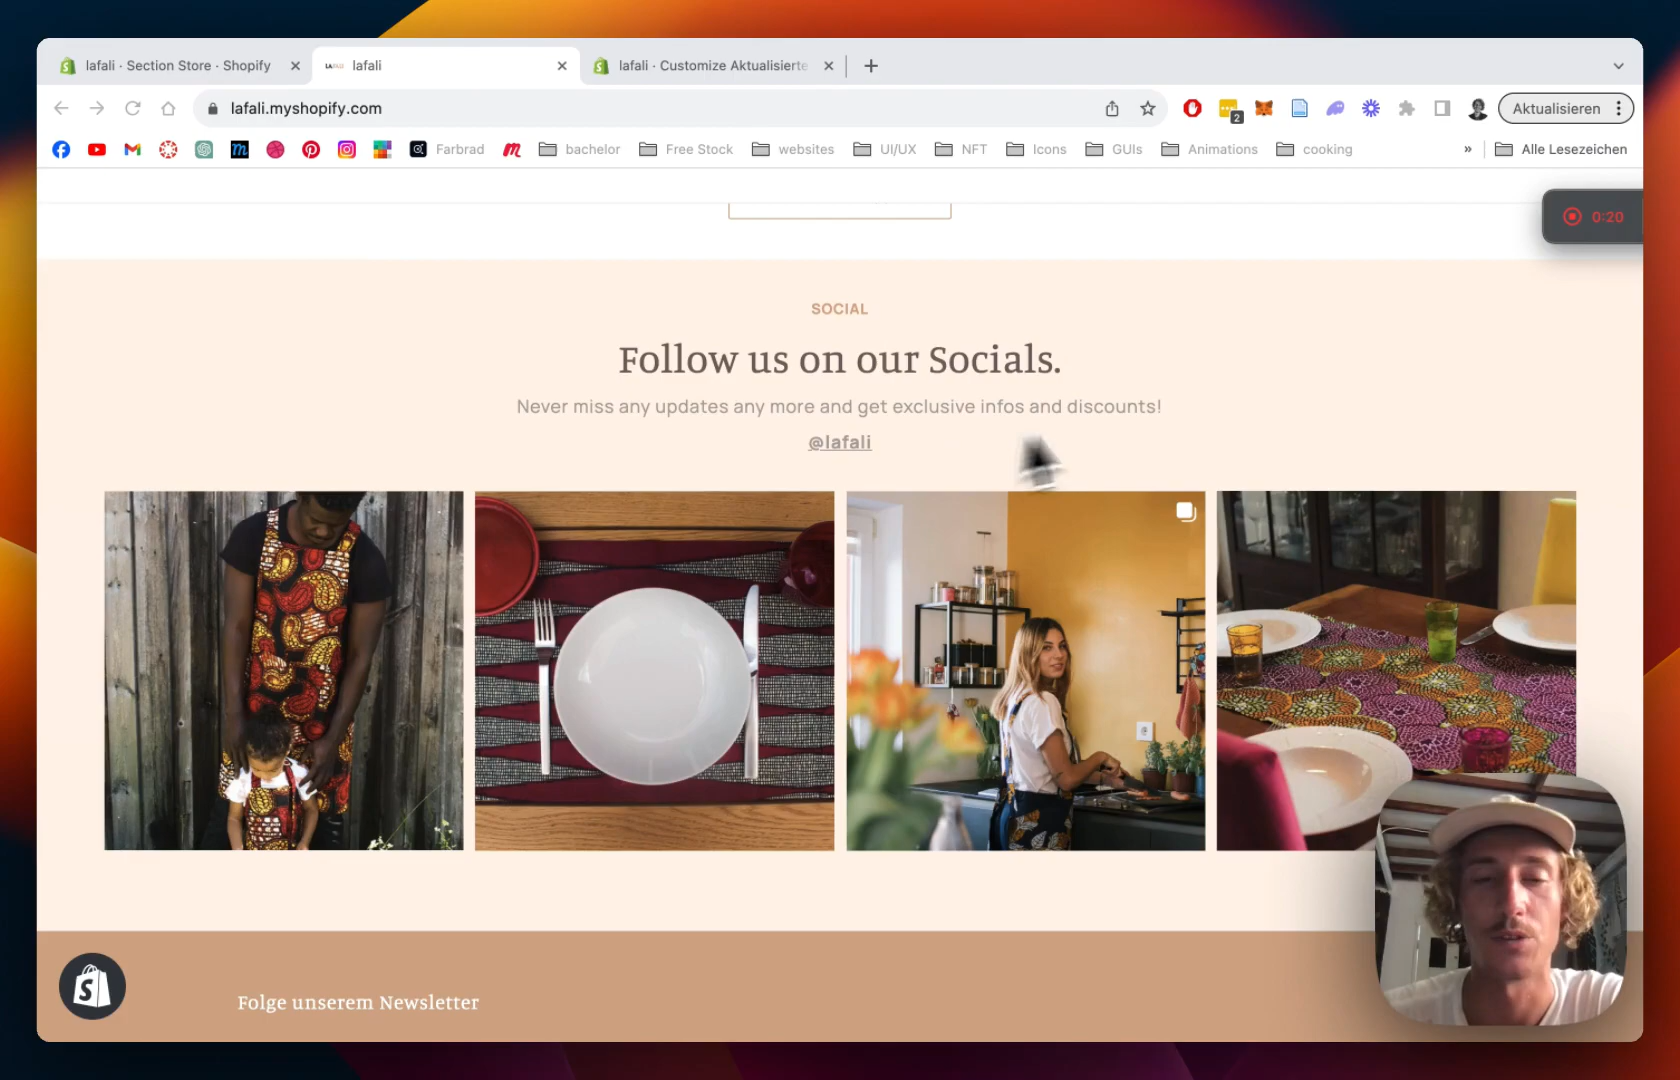 lafali · Section Store · Shopify
LA
lafali
lafali · Customize Aktualisierte
lafali.myshopify.com
2
Aktualisieren
m
Farbrad
m
bachelor
Free Stock
websites
UI/UX
NFT
Icons
GUIs
Animations
cooking
»
Alle Lesezeichen
0:20
SOCIAL
Follow us on our Socials.
Never miss any updates any more and get exclusive infos and discounts!
@lafali
Folge unserem Newsletter